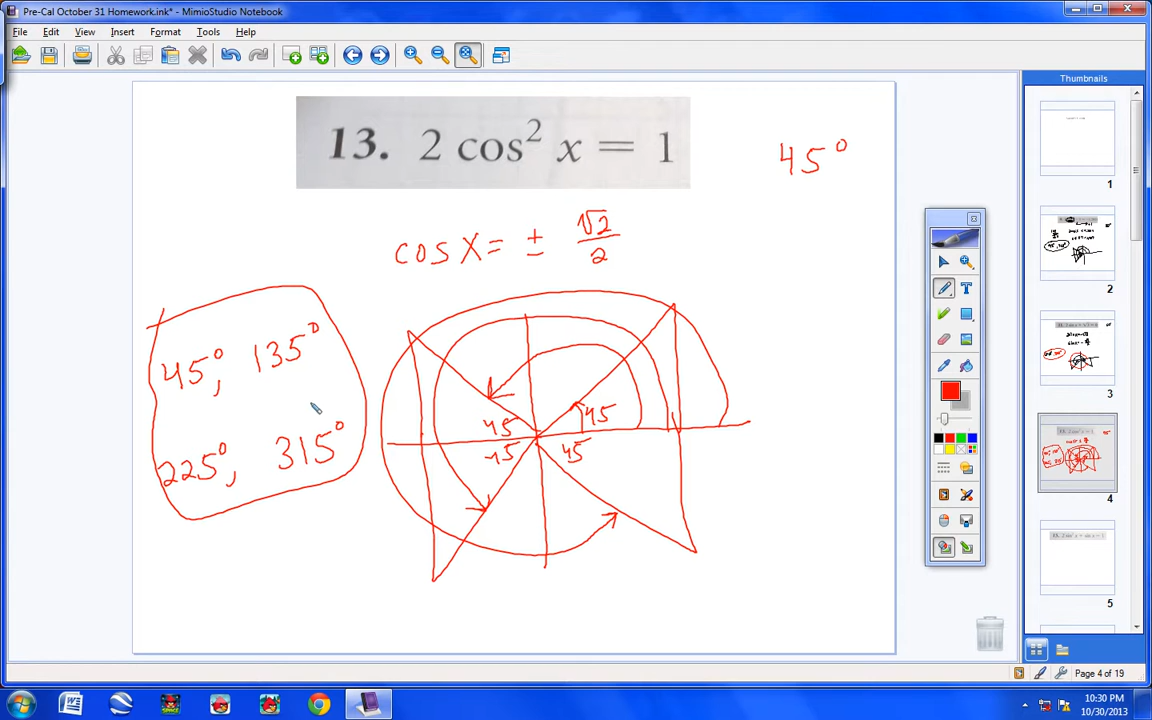 Pre-Cal October 31 Homework.ink* - MimioStudio Notebook
File Edit View Insert Format Tools Help
Thumbnails
13. 2 cos² x = 1
45°
cos x = ± √2/2
45°, 135°
225°, 315°
45
45
45
45
T
1
2
3
4
5
Page 4 of 19
10:30 PM
10/30/2013